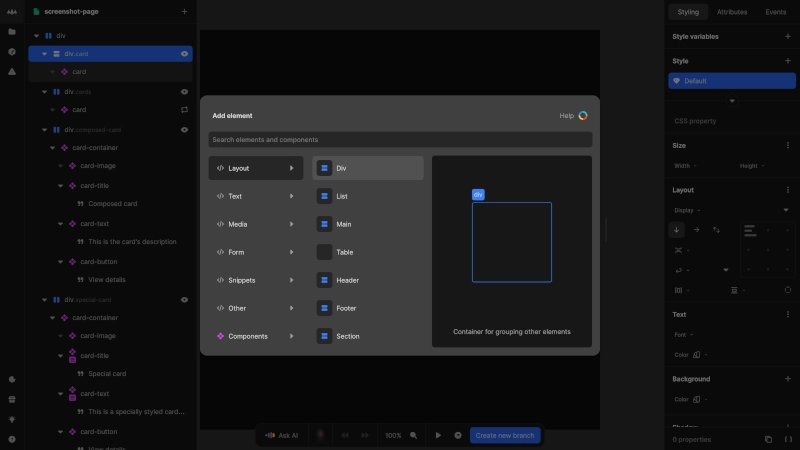 screenshot-page
div
div card
card
div cards
card
div composed-card
card-container
card-image
card-title
Composed card
card-text
This is the card's description
card-button
View details
div special-card
card-container
card-image
card-title
Special card
card-text
This is a specially styled card...
card-button
View details
Add element
Help
Search elements and components
Layout
Text
Media
Form
Snippets
Other
Components
Div
List
Main
Table
Header
Footer
Section
div
Container for grouping other elements
Ask AI
100%
Create new branch
Styling Attributes Events
Style variables
Style
Default
CSS property
Size
Width - Height -
Layout
Display -
Text
Font -
Color
Background
Color
Shadow
0 properties